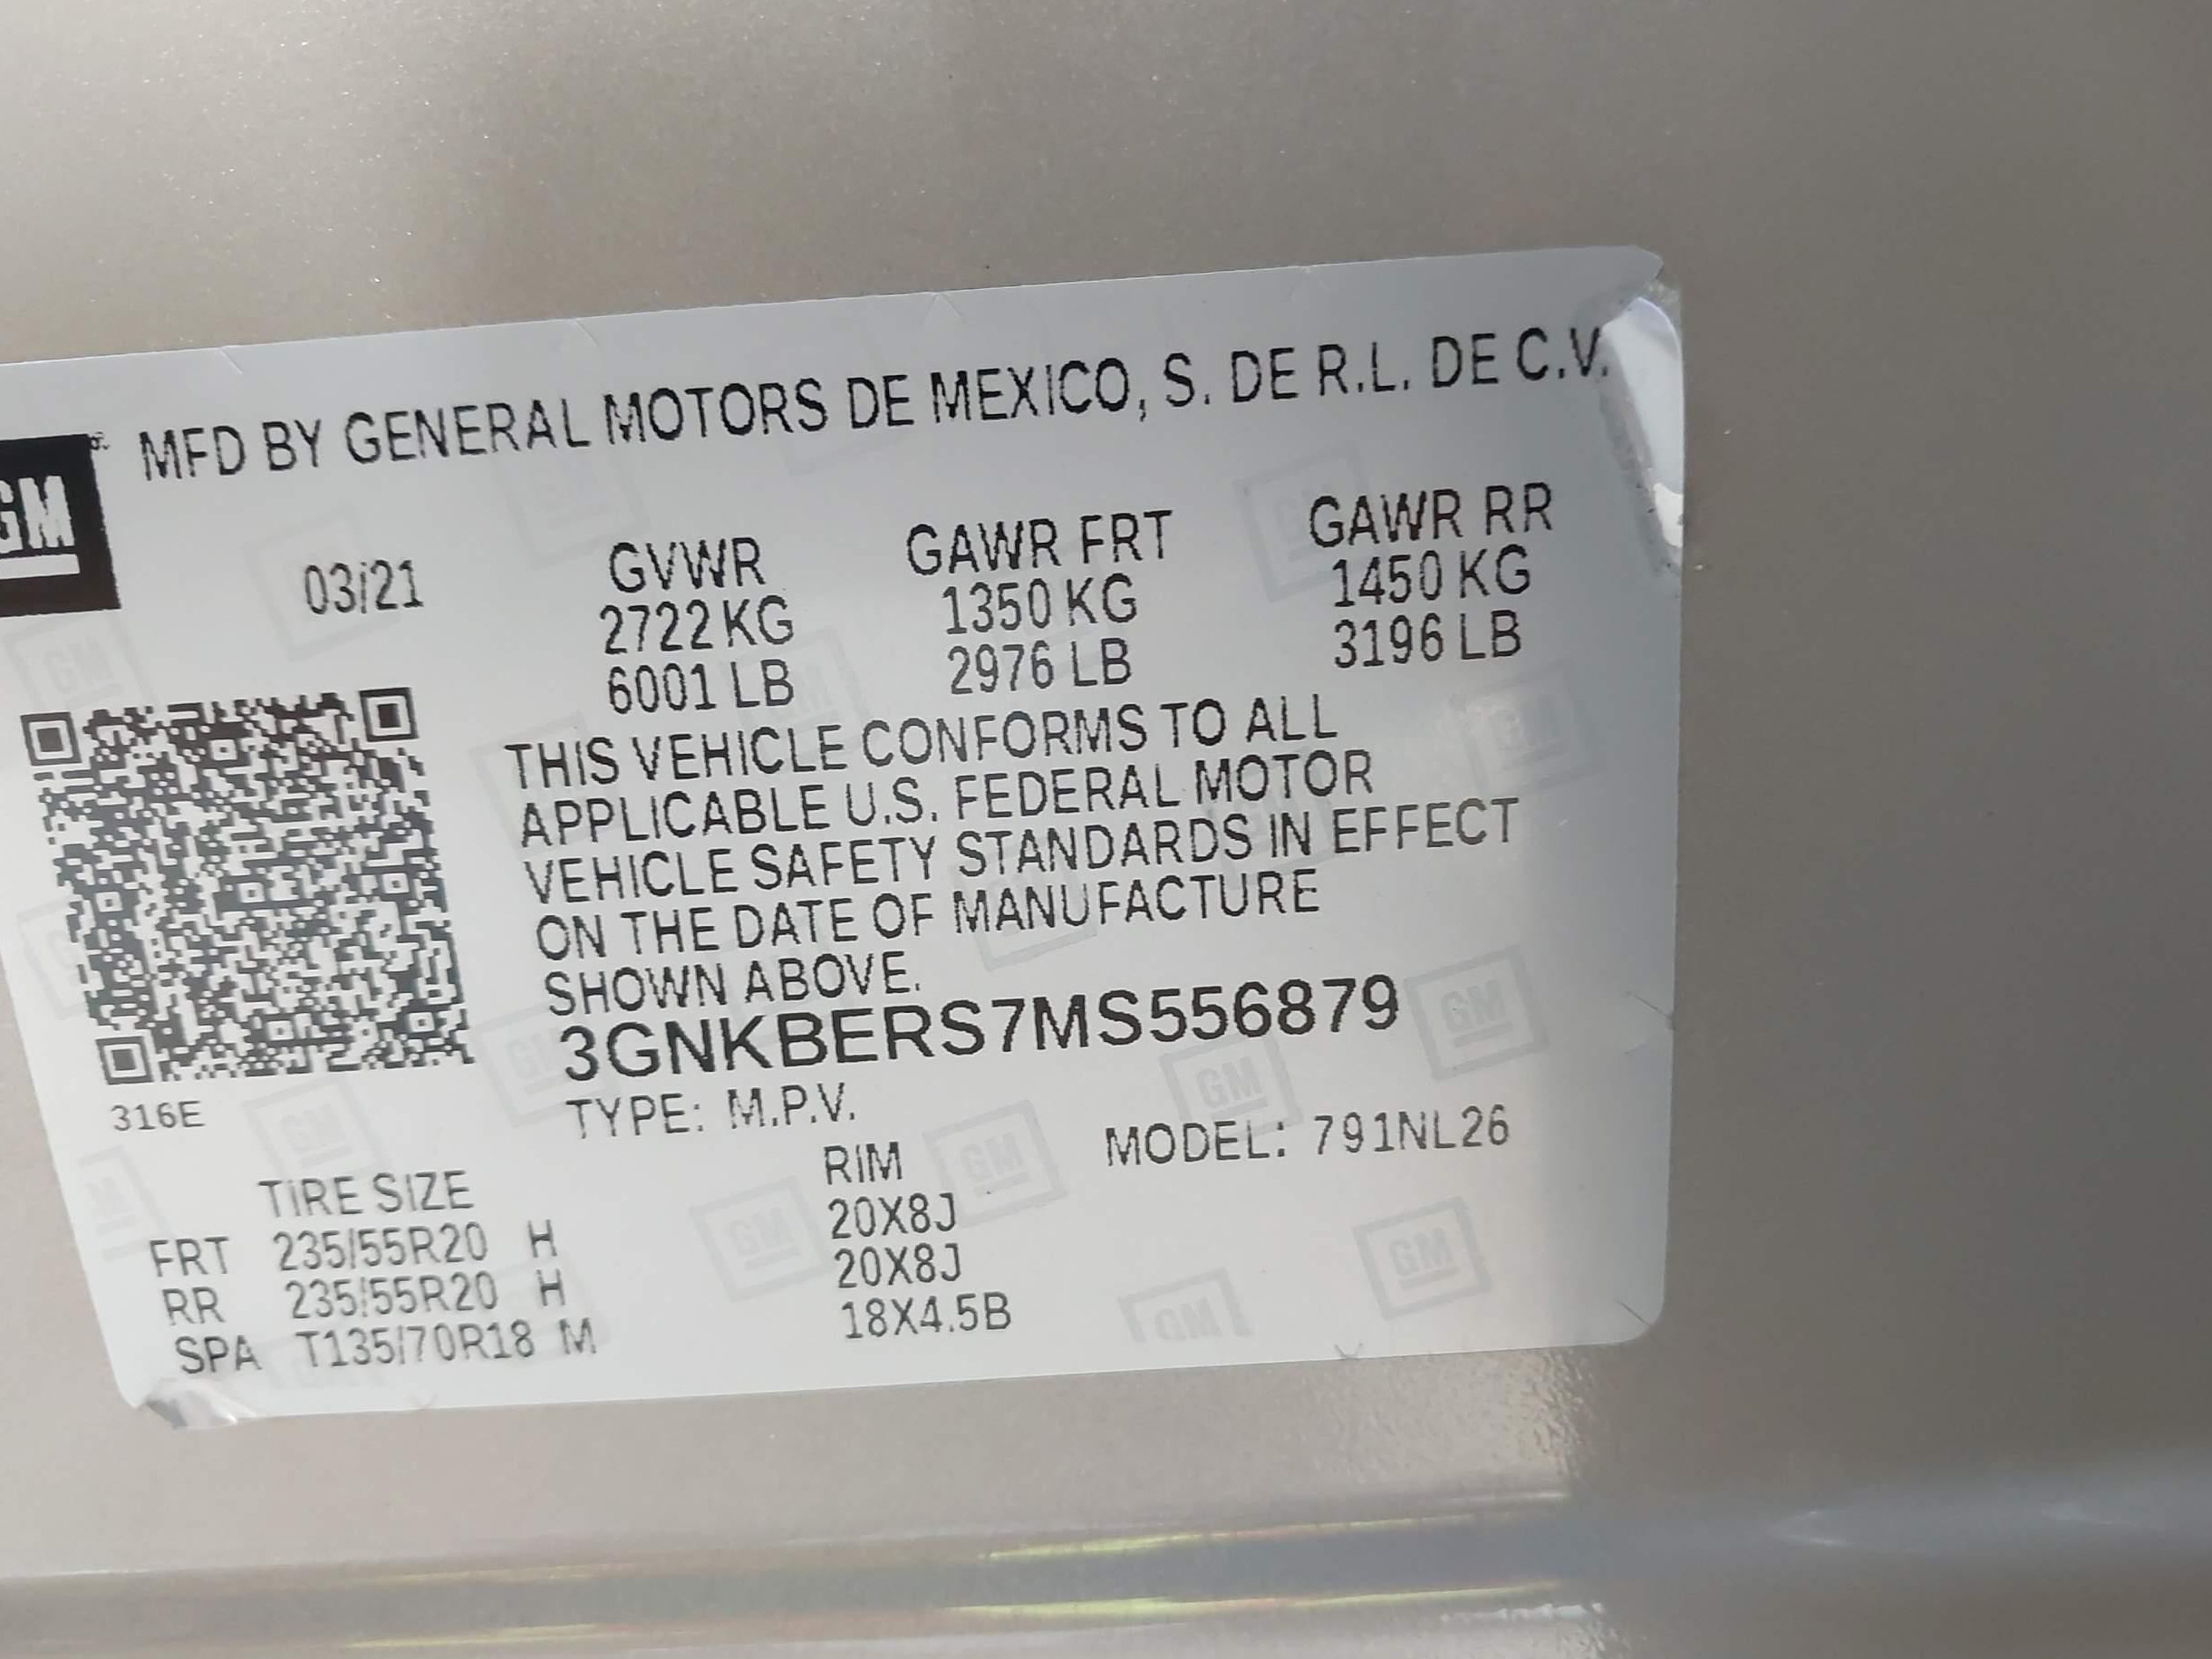 MFD BY GENERAL MOTORS DE MEXICO, S. DE R.L. DE C.V.
GM
03/21 GVWR GAWR FRT GAWR RR
2722 KG 1350 KG 1450 KG
6001 LB 2976 LB 3196 LB
THIS VEHICLE CONFORMS TO ALL
APPLICABLE U.S. FEDERAL MOTOR
VEHICLE SAFETY STANDARDS IN EFFECT
ON THE DATE OF MANUFACTURE
SHOWN ABOVE.
3GNKBERS7MS556879
316E
TYPE: M.P.V. MODEL: 791NL26
TIRE SIZE RIM
FRT 235/55R20 H 20X8J
RR 235/55R20 H 20X8J
SPA T135/70R18 M 18X4.5B